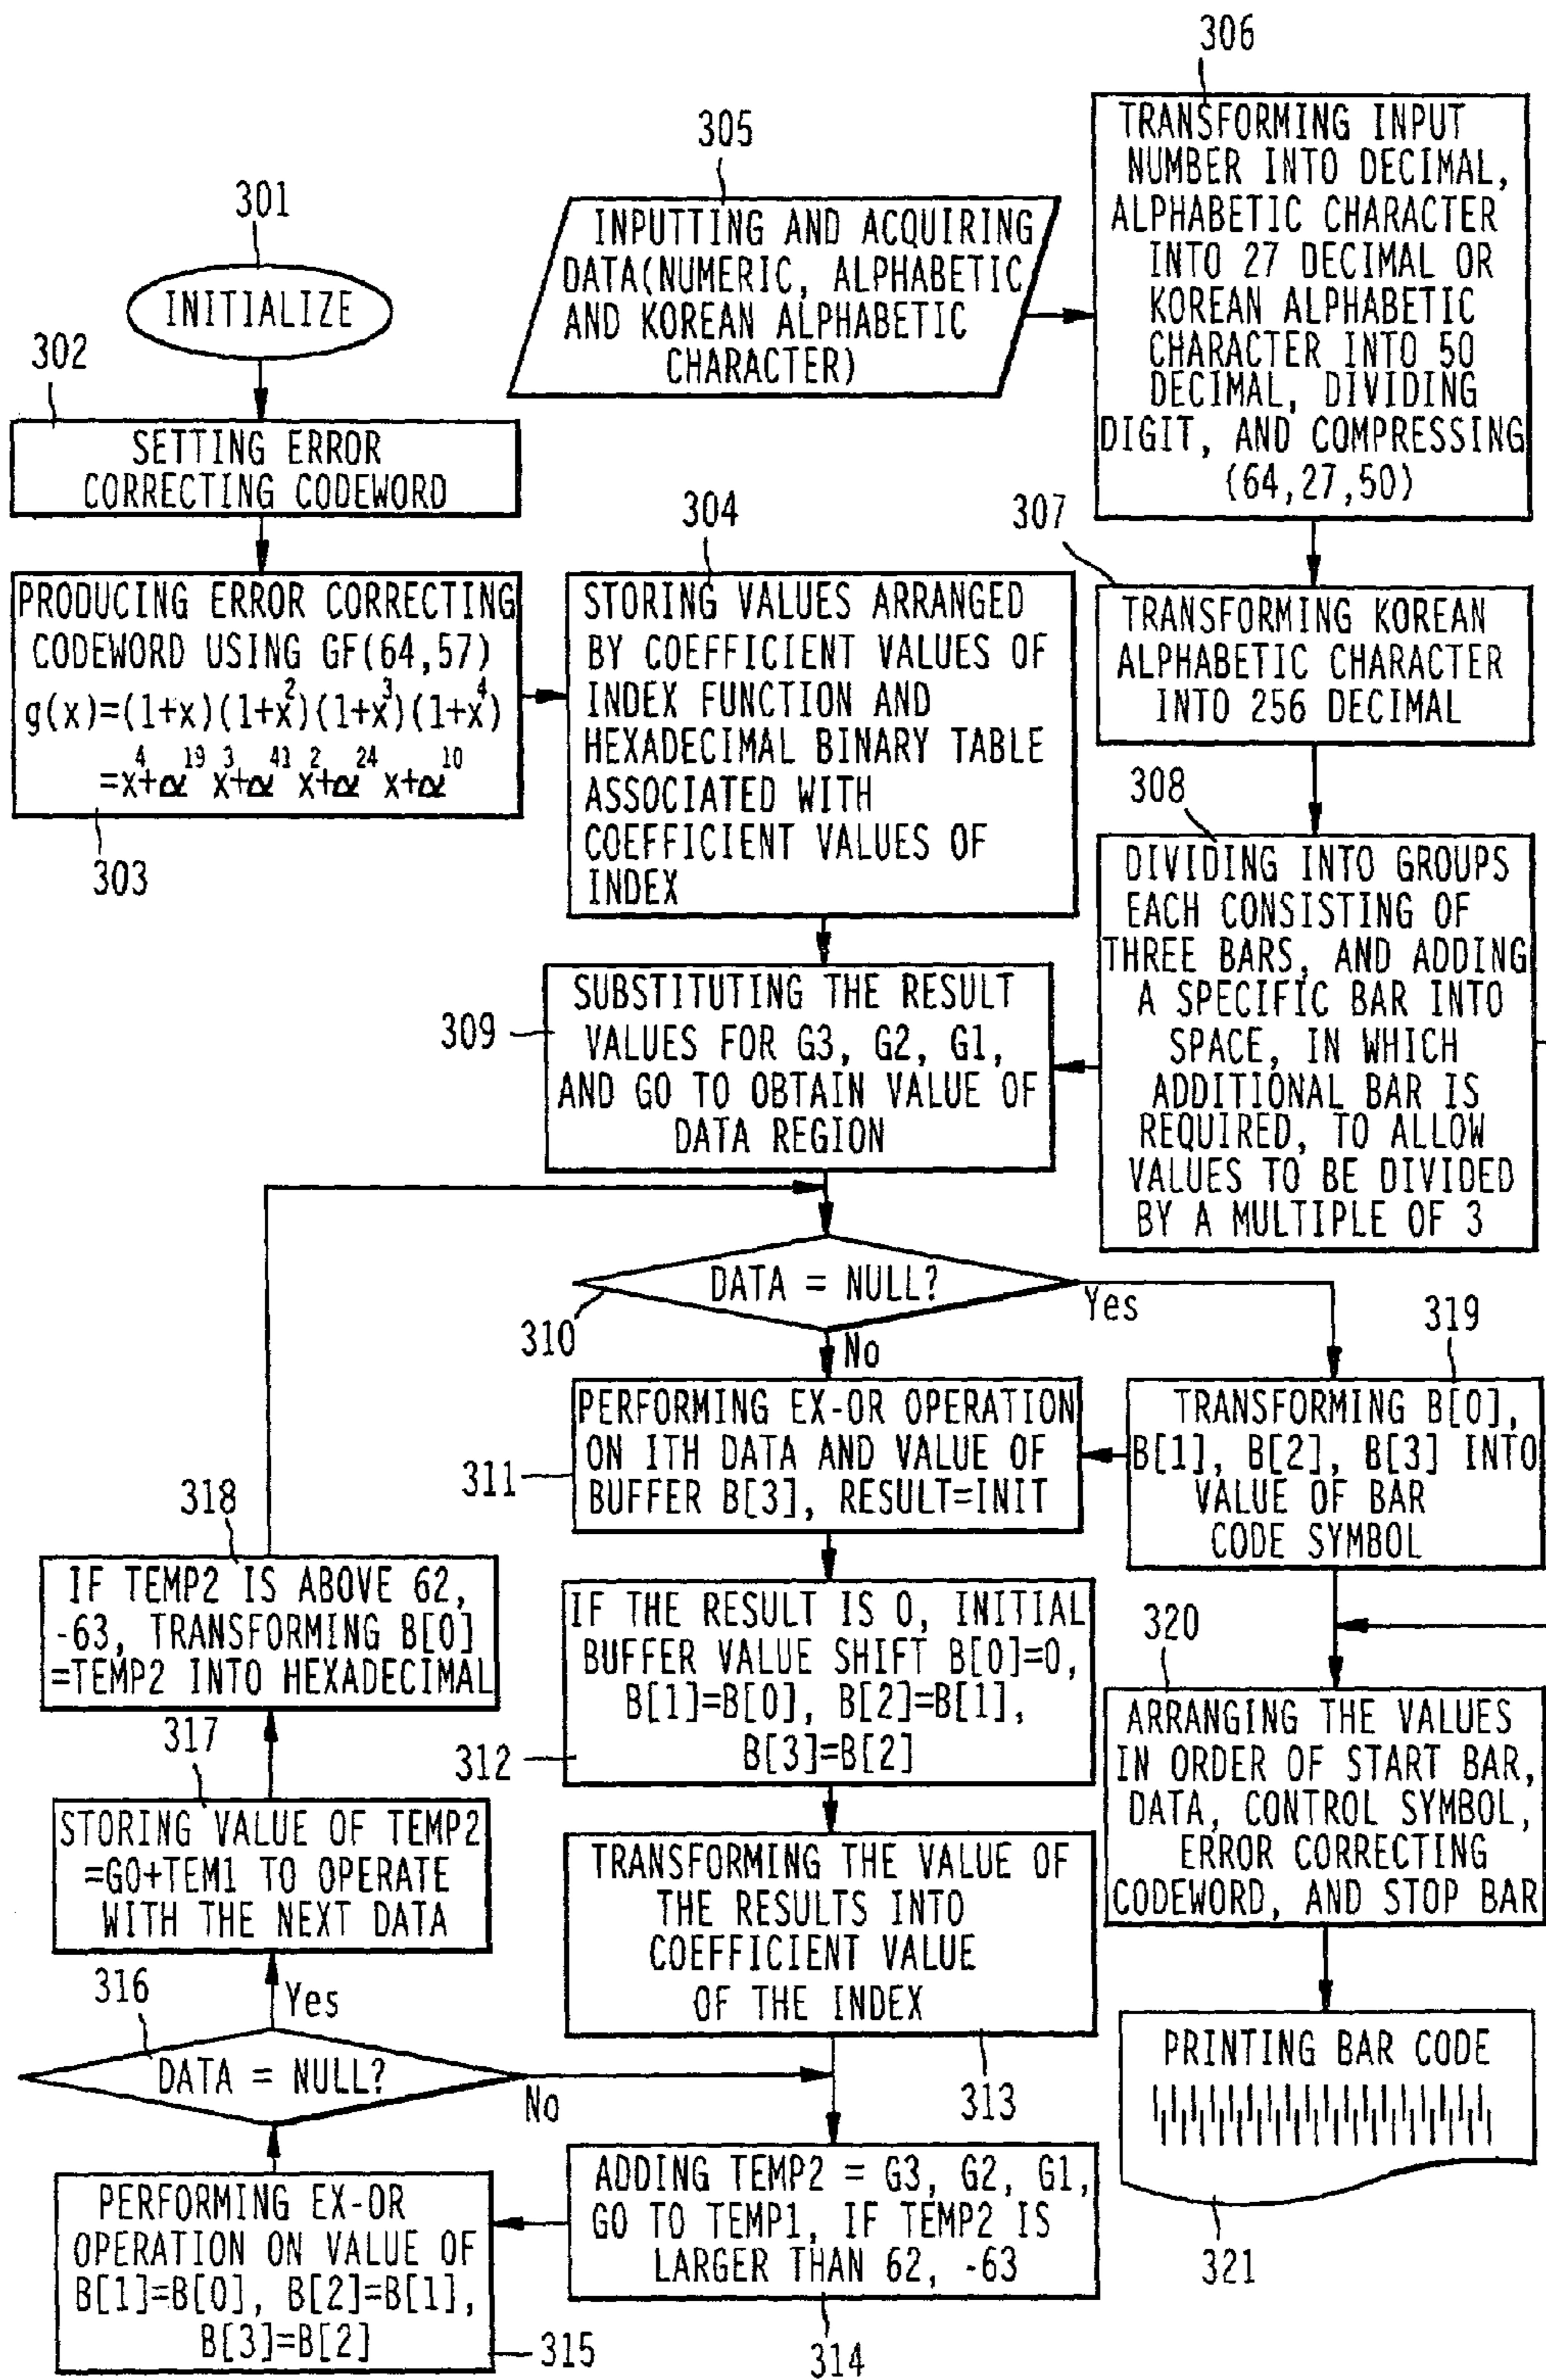 301
INITIALIZE
302
SETTING ERROR
CORRECTING CODEWORD
PRODUCING ERROR CORRECTING
CODEWORD USING GF(64,57)
g(x)=(1+x)(1+x²)(1+x³)(1+x⁴)
=x⁴+α¹⁹x³+α⁴¹x²+α²⁴x+α¹⁰
303
304
STORING VALUES ARRANGED
BY COEFFICIENT VALUES OF
INDEX FUNCTION AND
HEXADECIMAL BINARY TABLE
ASSOCIATED WITH
COEFFICIENT VALUES OF
INDEX
305
INPUTTING AND ACQUIRING
DATA(NUMERIC, ALPHABETIC
AND KOREAN ALPHABETIC
CHARACTER)
306
TRANSFORMING INPUT
NUMBER INTO DECIMAL,
ALPHABETIC CHARACTER
INTO 27 DECIMAL OR
KOREAN ALPHABETIC
CHARACTER INTO 50
DECIMAL, DIVIDING
DIGIT, AND COMPRESSING
(64,27,50)
307
TRANSFORMING KOREAN
ALPHABETIC CHARACTER
INTO 256 DECIMAL
308
DIVIDING INTO GROUPS
EACH CONSISTING OF
THREE BARS, AND ADDING
A SPECIFIC BAR INTO
SPACE, IN WHICH
ADDITIONAL BAR IS
REQUIRED, TO ALLOW
VALUES TO BE DIVIDED
BY A MULTIPLE OF 3
309
SUBSTITUTING THE RESULT
VALUES FOR G3, G2, G1,
AND GO TO OBTAIN VALUE OF
DATA REGION
310
DATA = NULL?
Yes
No
311
PERFORMING EX-OR OPERATION
ON ITH DATA AND VALUE OF
BUFFER B[3], RESULT=INIT
312
IF THE RESULT IS 0, INITIAL
BUFFER VALUE SHIFT B[0]=0,
B[1]=B[0], B[2]=B[1],
B[3]=B[2]
TRANSFORMING THE VALUE OF
THE RESULTS INTO
COEFFICIENT VALUE
OF THE INDEX
313
ADDING TEMP2 = G3, G2, G1,
GO TO TEMP1, IF TEMP2 IS
LARGER THAN 62, -63
314
PERFORMING EX-OR
OPERATION ON VALUE OF
B[1]=B[0], B[2]=B[1],
B[3]=B[2]
315
316
DATA = NULL?
Yes
No
317
STORING VALUE OF TEMP2
=GO+TEM1 TO OPERATE
WITH THE NEXT DATA
318
IF TEMP2 IS ABOVE 62,
-63, TRANSFORMING B[0]
=TEMP2 INTO HEXADECIMAL
319
TRANSFORMING B[0],
B[1], B[2], B[3] INTO
VALUE OF BAR
CODE SYMBOL
320
ARRANGING THE VALUES
IN ORDER OF START BAR,
DATA, CONTROL SYMBOL,
ERROR CORRECTING
CODEWORD, AND STOP BAR
PRINTING BAR CODE
321